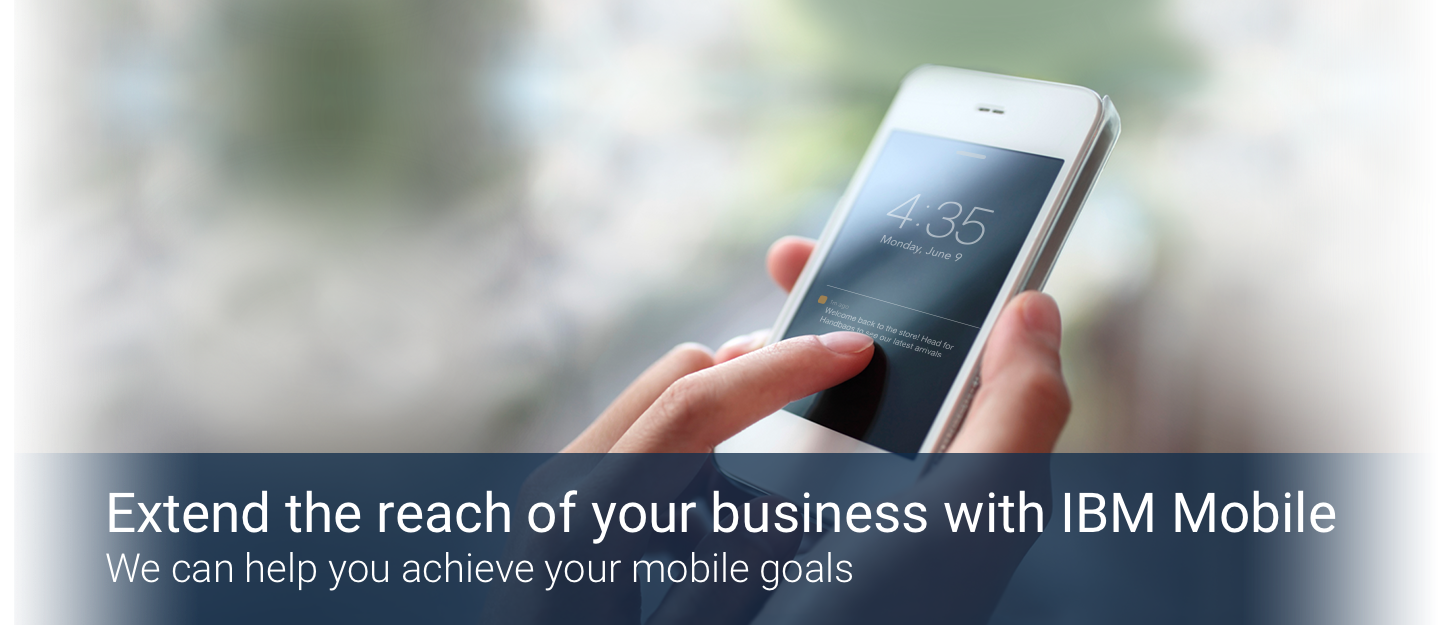 4:35
Monday, June 9
Welcome back to the store! Head for
Handbags to see our latest arrivals
Extend the reach of your business with IBM Mobile
We can help you achieve your mobile goals